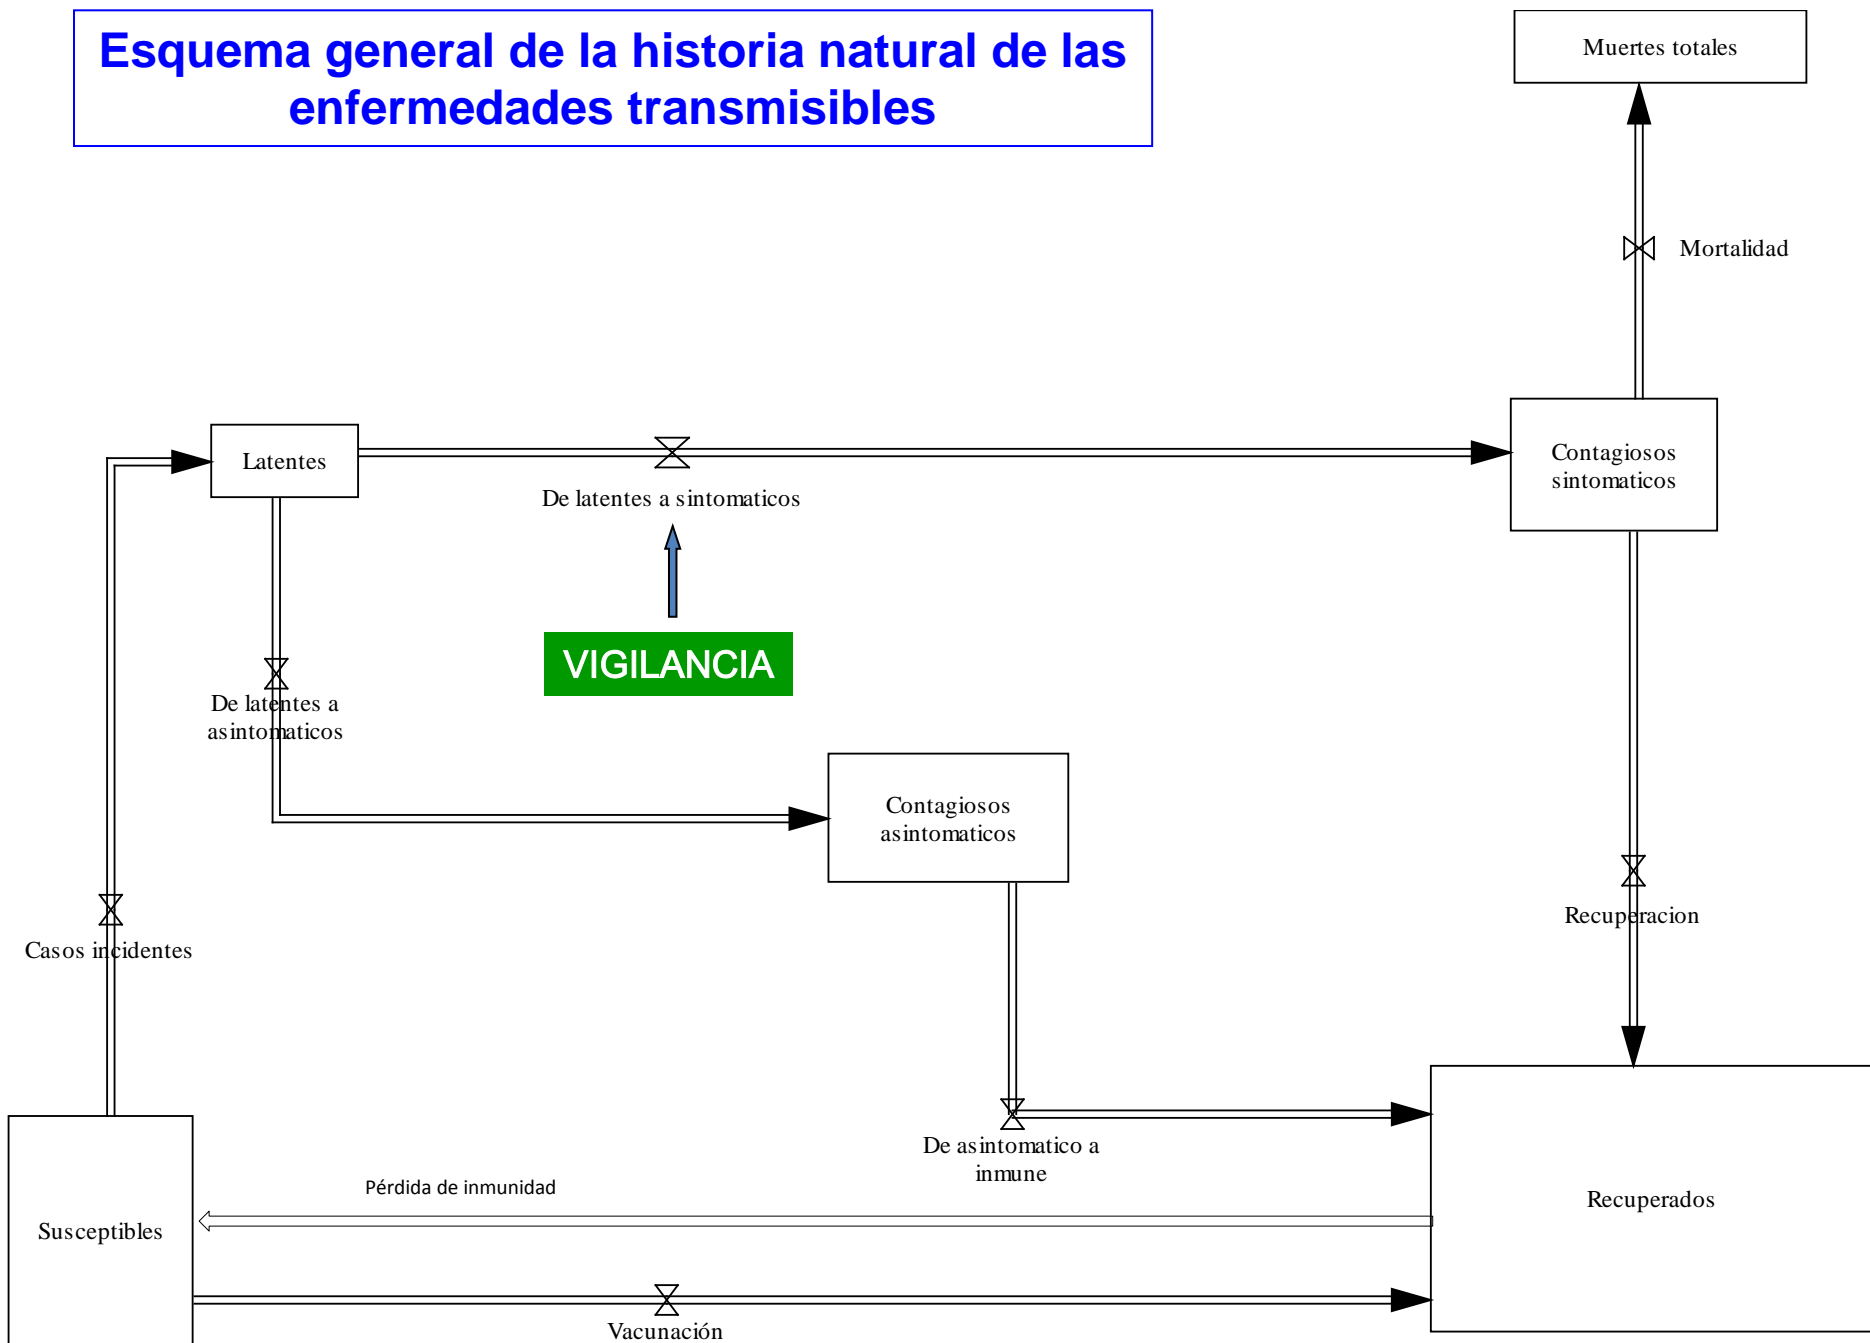 Esquema general de la historia natural de las
enfermedades transmisibles
Muertes totales
Mortalidad
Latentes
De latentes a sintomaticos
Contagiosos
sintomaticos
VIGILANCIA
De latentes a
asintomaticos
Contagiosos
asintomaticos
Recuperacion
Casos incidentes
De asintomatico a
inmune
Pérdida de inmunidad
Recuperados
Susceptibles
Vacunación